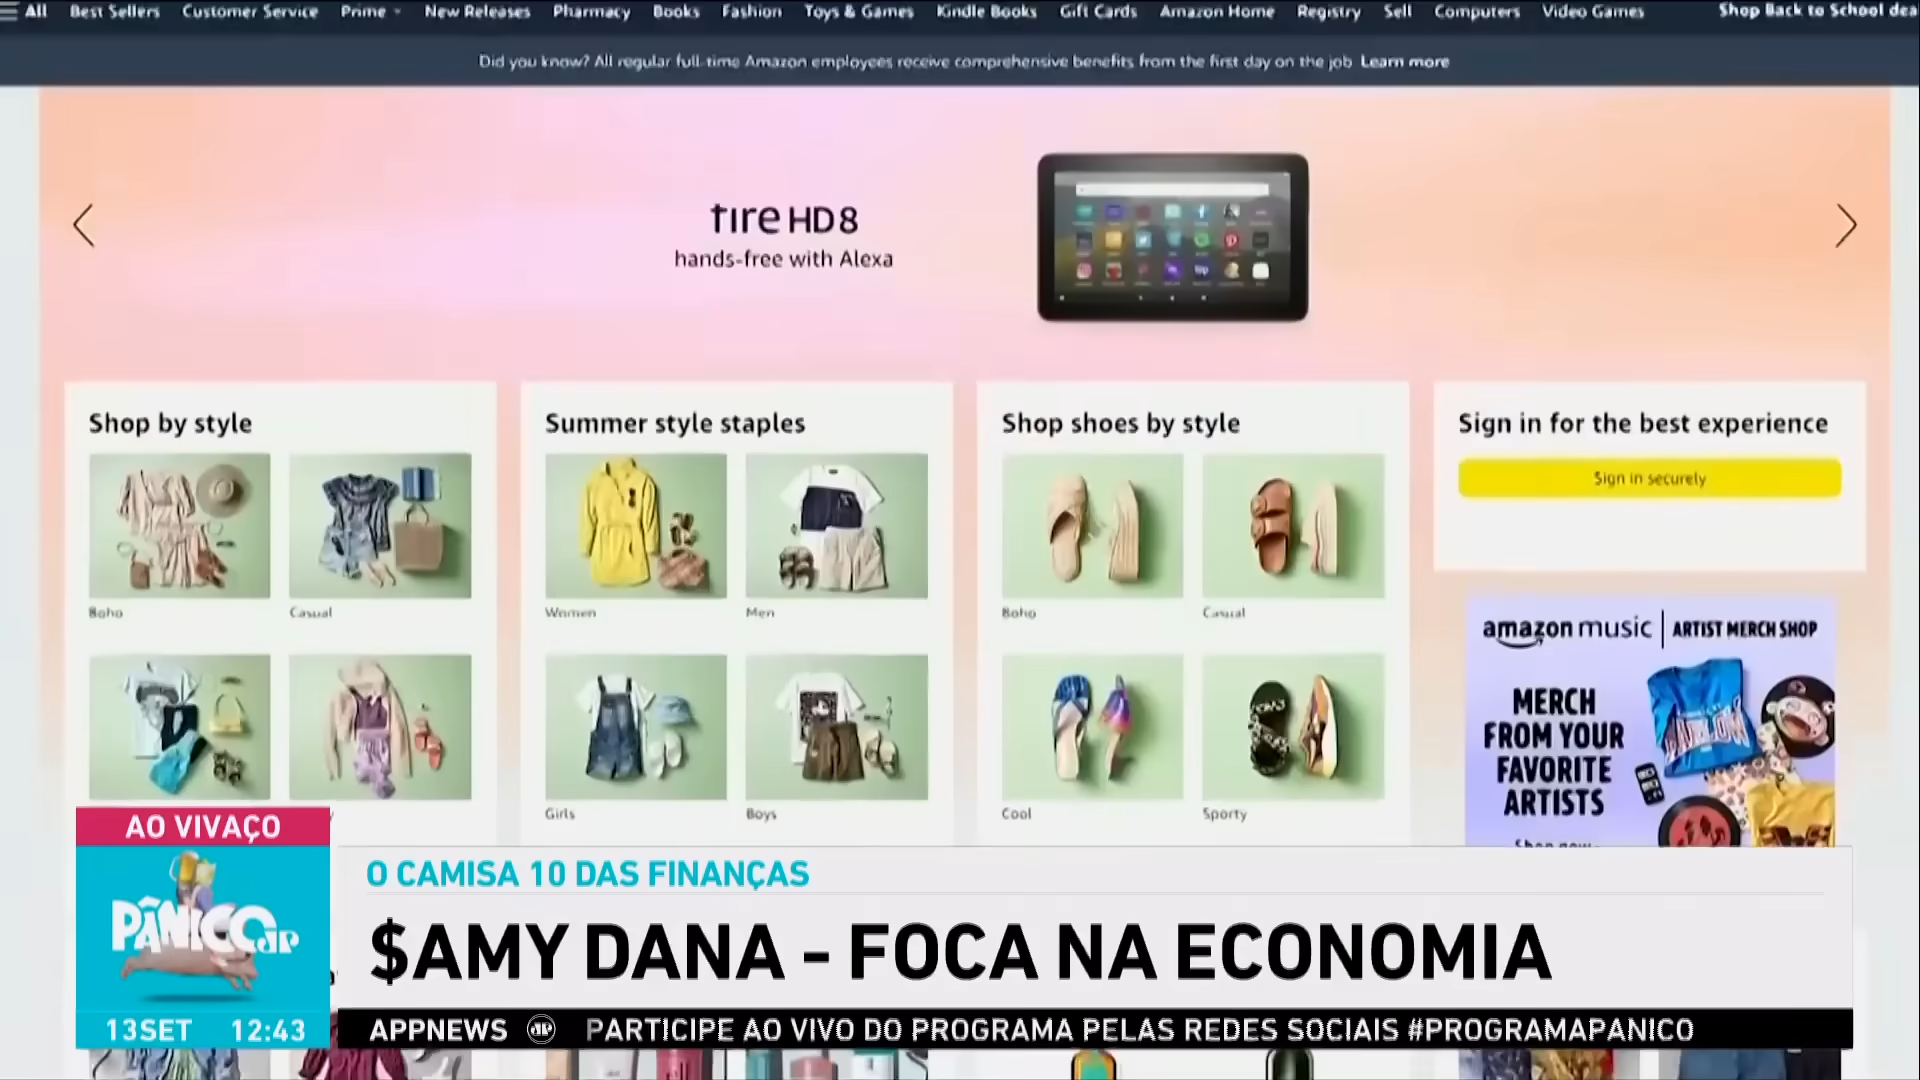 All Best Sellers Customer Service Prime New Releases Pharmacy Books Fashion Toys & Games Kindle Books Gift Cards Amazon Home Registry Sell Computers Video Games Shop Back to School dea
Did you know? All regular full-time Amazon employees receive comprehensive benefits from the first day on the job Learn more
fire HD 8
hands-free with Alexa
Shop by style
Boho
Casual
Summer style staples
Women
Men
Girls
Boys
Shop shoes by style
Boho
Casual
Cool
Sporty
Sign in for the best experience
Sign in securely
amazon music | ARTIST MERCH SHOP
MERCH
FROM YOUR
FAVORITE
ARTISTS
Shop now
AO VIVAÇO
PÂNICO JP
13SET 12:43
O CAMISA 10 DAS FINANÇAS
$AMY DANA - FOCA NA ECONOMIA
APPNEWS JP PARTICIPE AO VIVO DO PROGRAMA PELAS REDES SOCIAIS #PROGRAMAPANICO